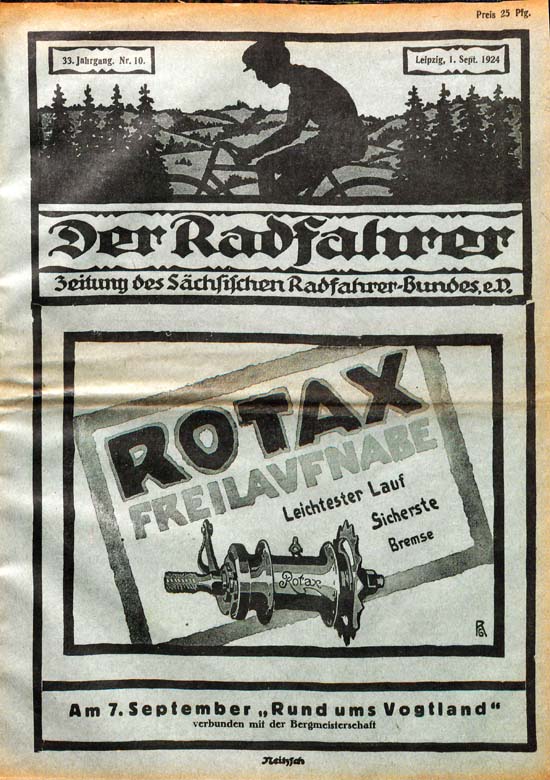 Preis 25 Pfg.
33. Jahrgang. Nr. 10.
Leipzig, 1. Sept. 1924
Der Radfahrer
Zeitung des Sächsischen Radfahrer-Bundes, e.V.
ROTAX
FREILAUFNABE
Leichtester Lauf
Sicherste
Bremse
Rotax
Am 7. September „Rund ums Vogtland“
verbunden mit der Bergmeisterschaft